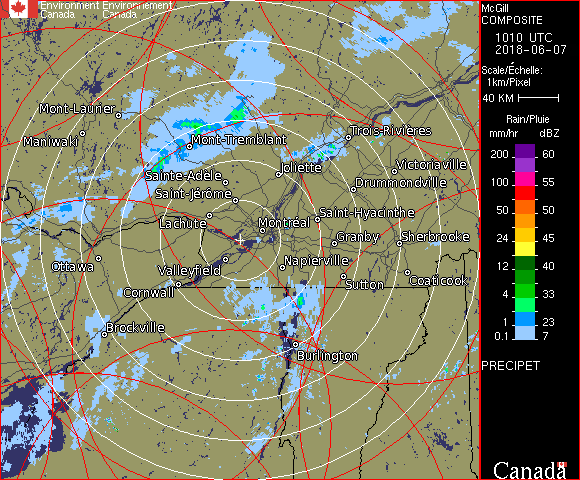 Environment Environnement
Canada Canada
McGill
COMPOSITE
1010 UTC
2018-06-07
Scale/Échelle:
1km/Pixel
40 KM
Rain/Pluie
mm/hr dBZ
200 60
100 55
75 53
50 50
24 45
12 40
4 33
1 23
0.1 7
PRECIPET
Canada
Mont-Laurier
Maniwaki
Mont-Tremblant
Trois-Rivières
Joliette
Victoriaville
Sainte-Adèle
Drummondville
Saint-Jérôme
Lachute
Montréal
Saint-Hyacinthe
Granby
Sherbrooke
Ottawa
Valleyfield
Napierville
Sutton
Coaticook
Cornwall
Brockville
Burlington